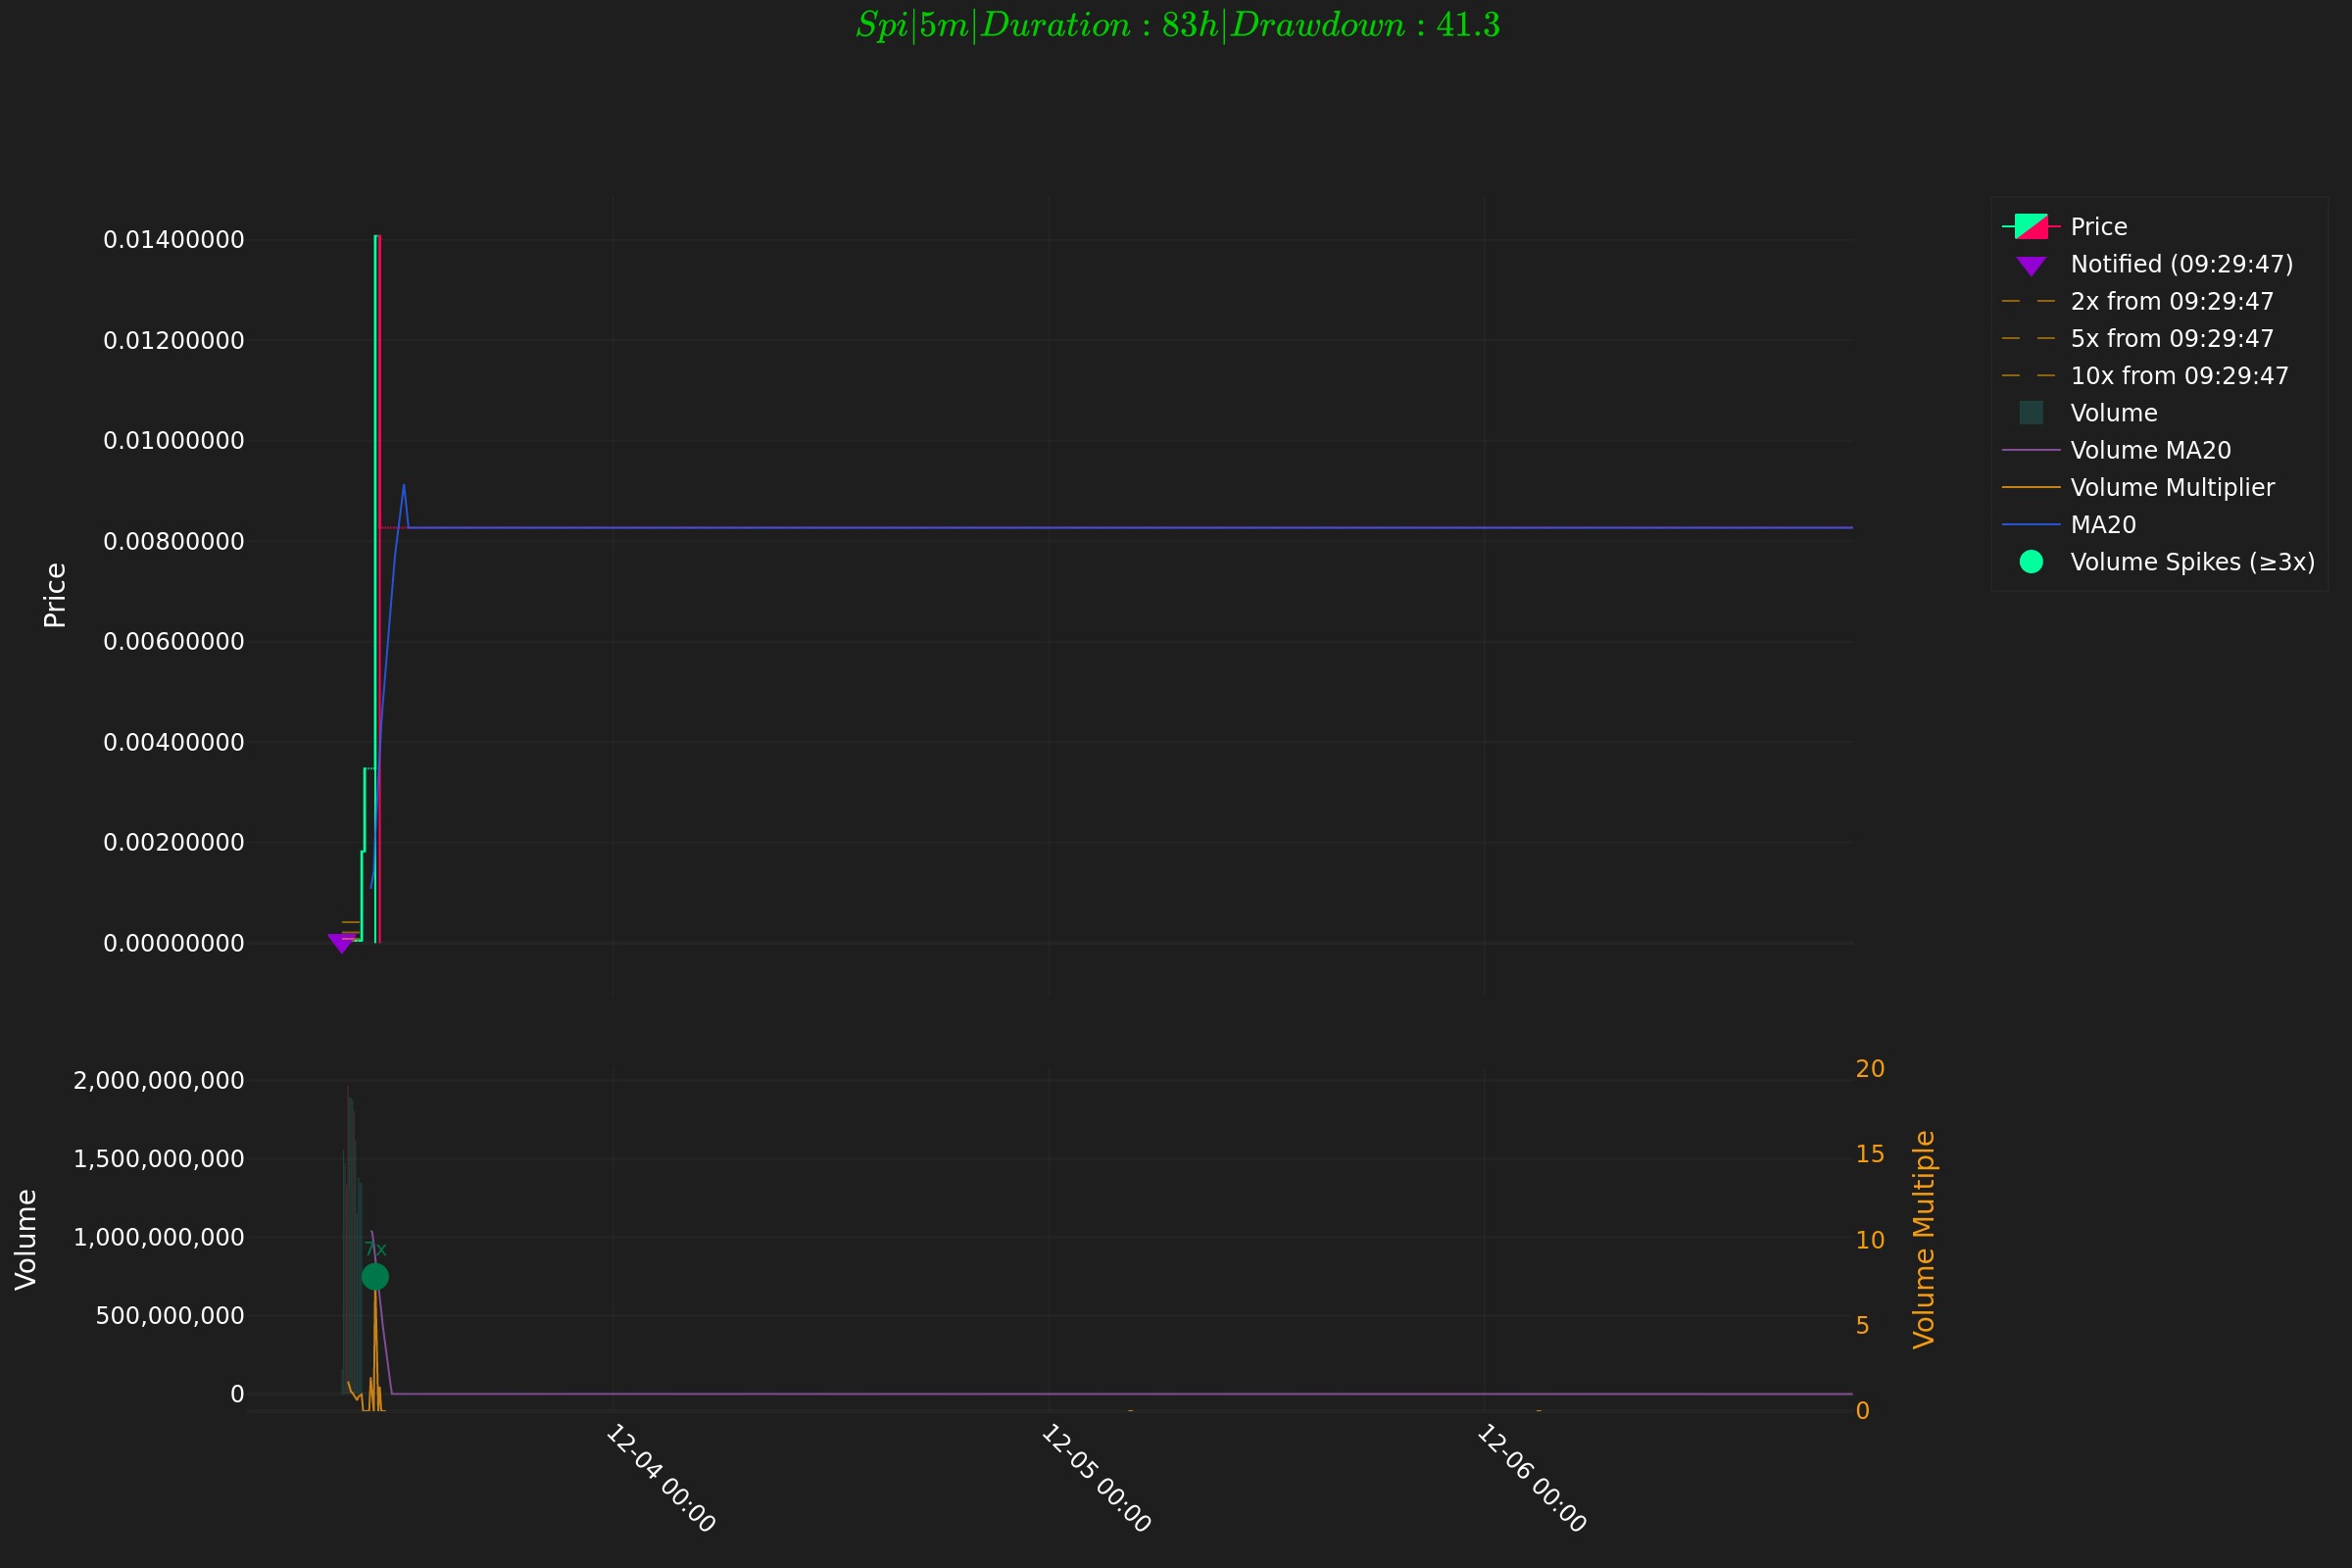 Spi|5m|Duration : 83h|Drawdown : 41.3
0.01400000
0.01200000
0.01000000
0.00800000
0.00600000
0.00400000
0.00200000
0.00000000
Price
Price
Notified (09:29:47)
2x from 09:29:47
5x from 09:29:47
10x from 09:29:47
Volume
Volume MA20
Volume Multiplier
MA20
Volume Spikes (≥3x)
2,000,000,000
1,500,000,000
1,000,000,000
500,000,000
0
Volume
7x
20
15
10
5
0
Volume Multiple
12-04 00:00
12-05 00:00
12-06 00:00